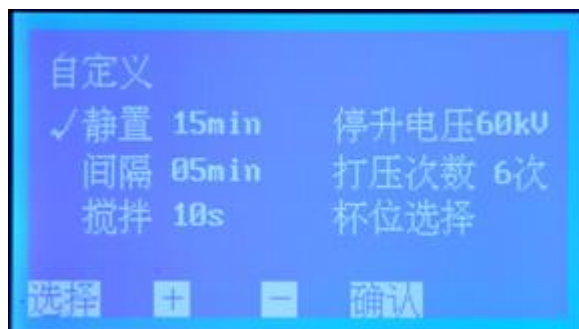 自定义
✓静置 15min 停升电压60kV
间隔 05min 打压次数 6次
搅拌 10s 杯位选择
选择 + - 确认